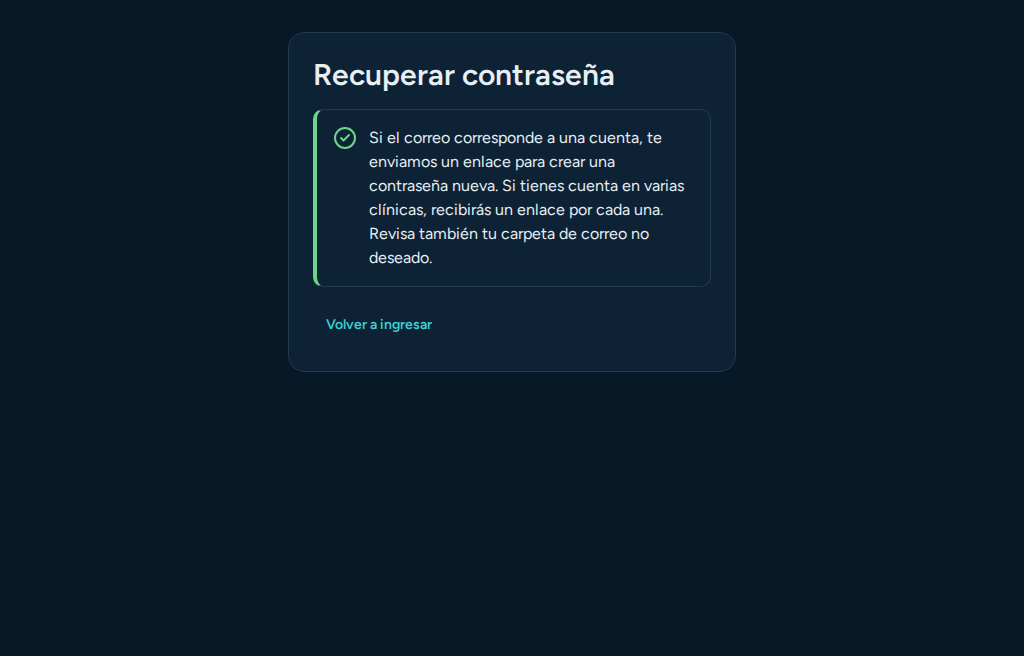 Recuperar contraseña
Si el correo corresponde a una cuenta, te
enviamos un enlace para crear una
contraseña nueva. Si tienes cuenta en varias
clínicas, recibirás un enlace por cada una.
Revisa también tu carpeta de correo no
deseado.
Volver a ingresar